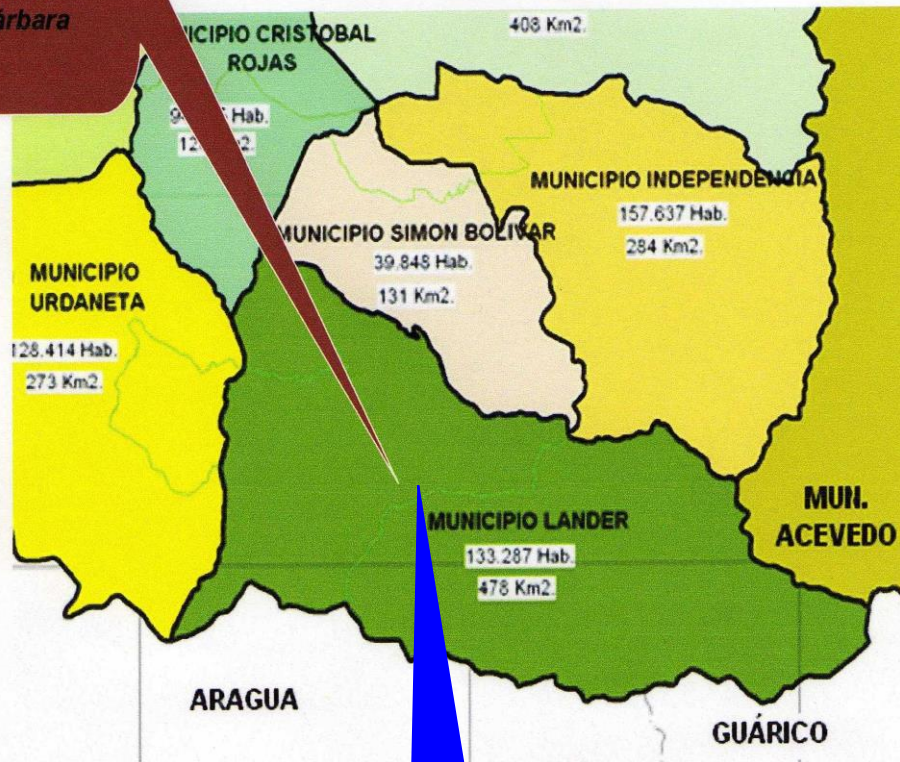 408 Km2.
CRISTOBAL
ROJAS
Hab.
MUNICIPIO INDEPENDENCIA
157.637 Hab.
284 Km2.
MUNICIPIO SIMON BOLIVAR
39.848 Hab.
131 Km2.
MUNICIPIO
URDANETA
128.414 Hab.
273 Km2.
MUN.
ACEVEDO
MUNICIPIO LANDER
133.287 Hab.
478 Km2.
ARAGUA
GUÁRICO